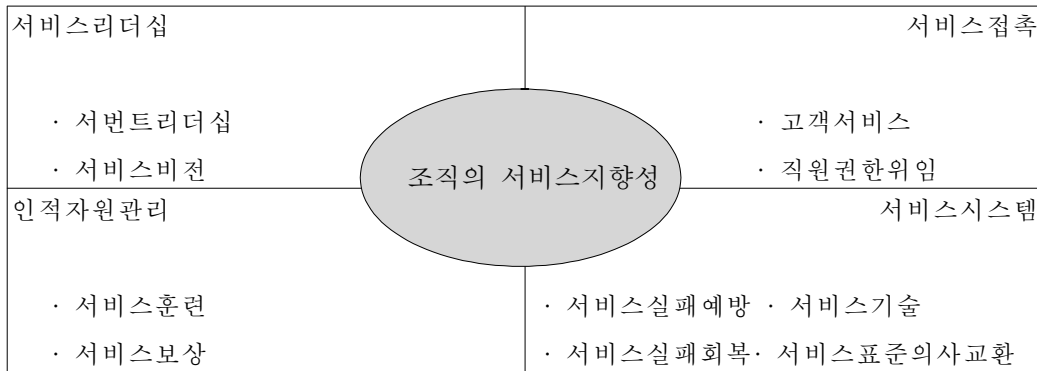 서비스리더십
서비스접촉
· 서번트리더십
· 서비스비전
· 고객서비스
· 직원권한위임
조직의 서비스지향성
인적자원관리
서비스시스템
· 서비스훈련
· 서비스보상
· 서비스실패예방 · 서비스기술
· 서비스실패회복· 서비스표준의사교환